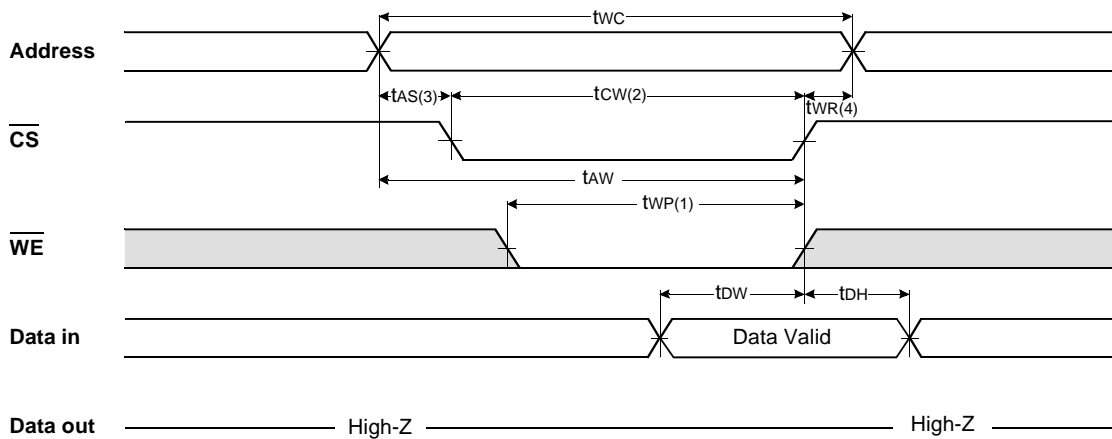 tWC
Address
tAS(3) tCW(2) tWR(4)
CS
tAW
tWP(1)
WE
tDW tDH
Data in Data Valid
Data out High-Z High-Z